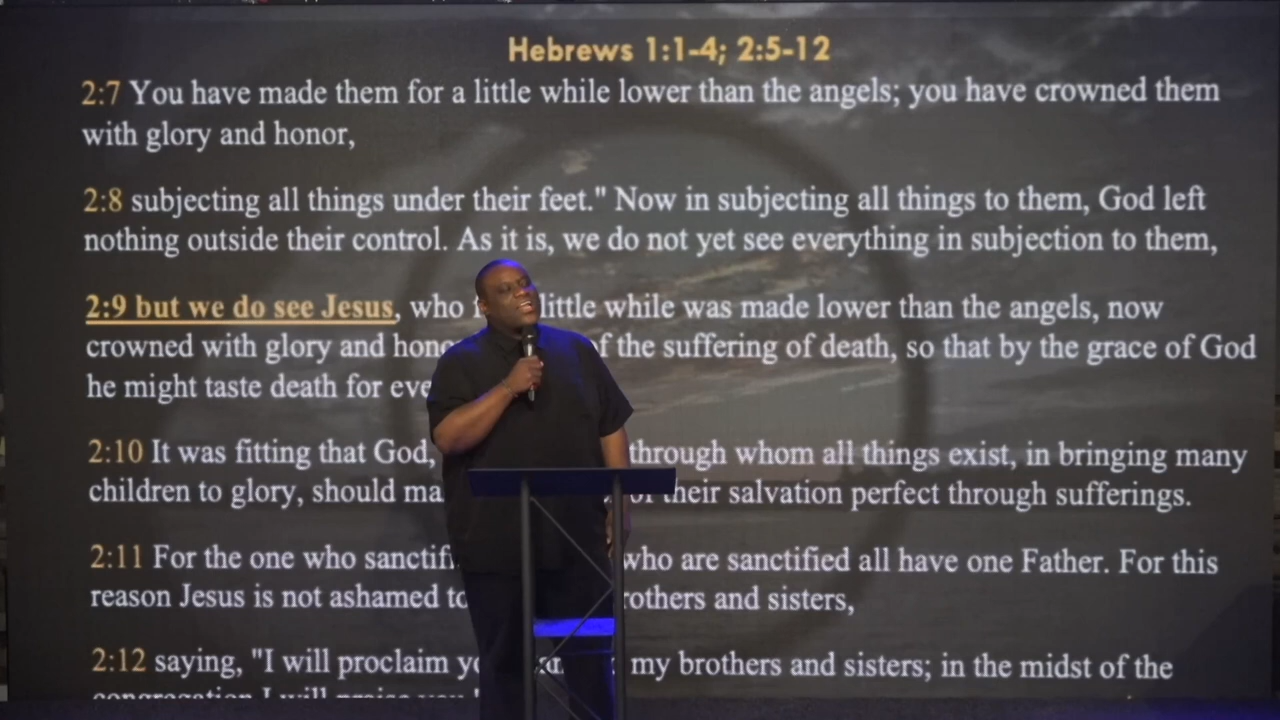 Hebrews 1:1-4; 2:5-12
2:7 You have made them for a little while lower than the angels; you have crowned them
with glory and honor,
2:8 subjecting all things under their feet." Now in subjecting all things to them, God left
nothing outside their control. As it is, we do not yet see everything in subjection to them,
2:9 but we do see Jesus, who little while was made lower than the angels, now
crowned with glory and of the suffering of death, so that by the grace of God
he might taste death for
2:10 It was fitting that God, through whom all things exist, in bringing many
children to glory, should their salvation perfect through sufferings.
2:11 For the one who who are sanctified all have one Father. For this
reason Jesus is not ashamed and sisters,
2:12 saying, "I will proclaim my brothers and sisters; in the midst of the
congregation I will praise you."